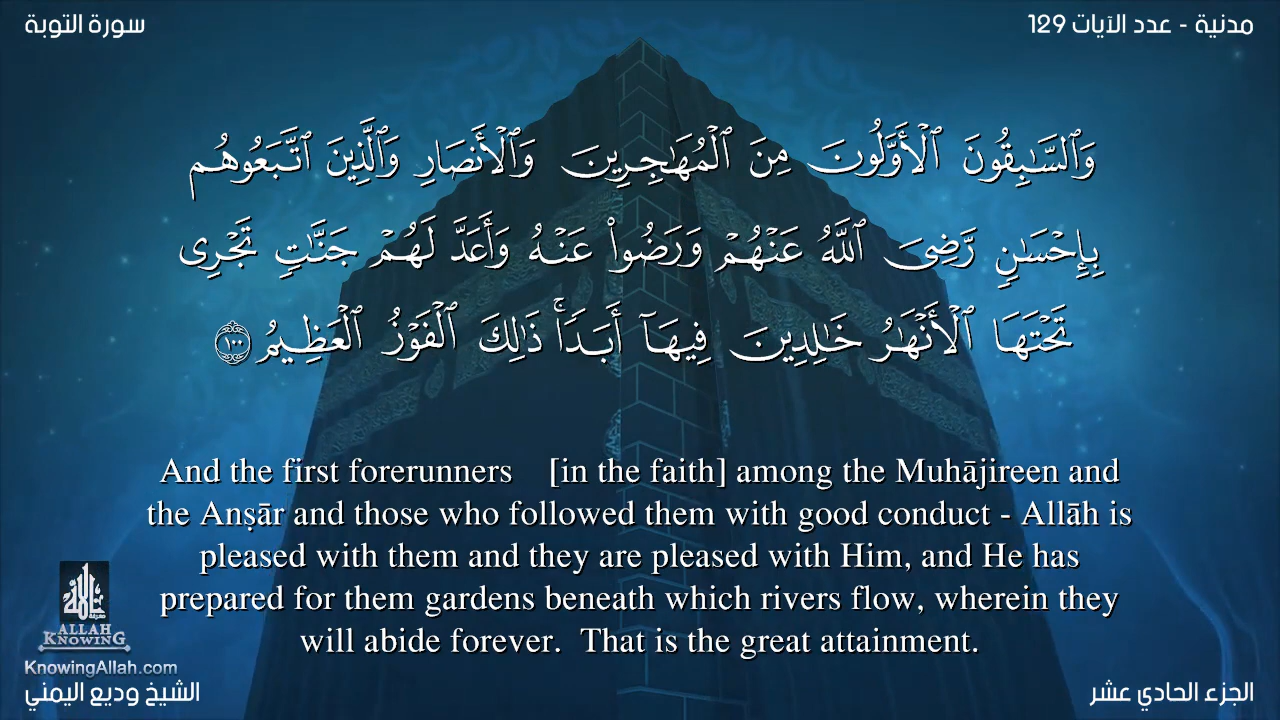 سورة التوبة
مدنية - عدد الآيات 129
وَٱلسَّـٰبِقُونَ ٱلْأَوَّلُونَ مِنَ ٱلْمُهَـٰجِرِينَ وَٱلْأَنصَارِ وَٱلَّذِينَ ٱتَّبَعُوهُم
بِإِحْسَـٰنٍ رَّضِىَ ٱللَّهُ عَنْهُمْ وَرَضُوا۟ عَنْهُ وَأَعَدَّ لَهُمْ جَنَّـٰتٍ تَجْرِى
تَحْتَهَا ٱلْأَنْهَـٰرُ خَـٰلِدِينَ فِيهَآ أَبَدًا ۚ ذَٰلِكَ ٱلْفَوْزُ ٱلْعَظِيمُ ١٠٠
And the first forerunners [in the faith] among the Muhājireen and
the Anṣār and those who followed them with good conduct - Allāh is
pleased with them and they are pleased with Him, and He has
prepared for them gardens beneath which rivers flow, wherein they
will abide forever. That is the great attainment.
ALLAH
KNOWING
KnowingAllah.com
الشيخ وديع اليمني
الجزء الحادي عشر